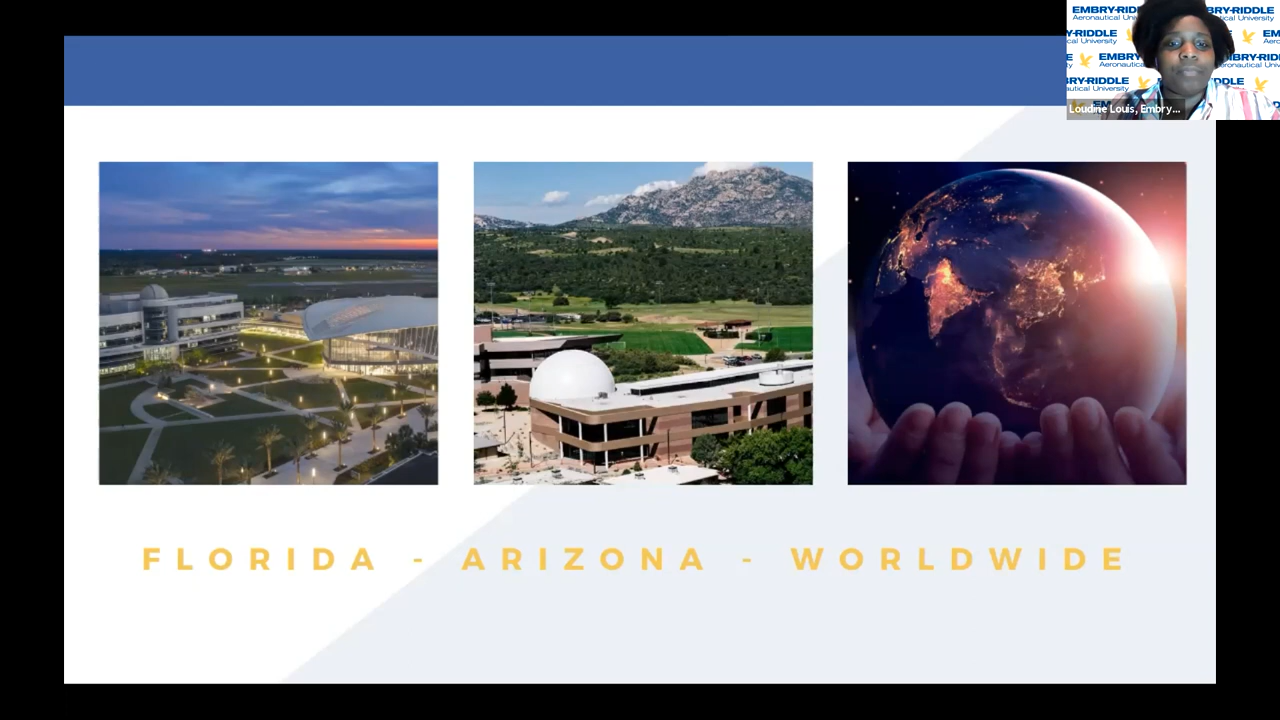 EMBRY-RIDDLE
Aeronautical University
FLORIDA - ARIZONA - WORLDWIDE
Loudine Louis, Embry...